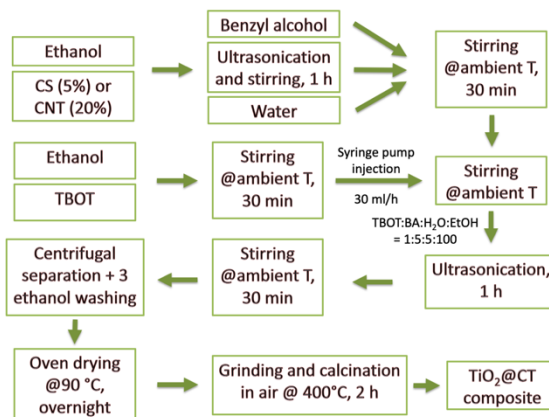 Benzyl alcohol
Ethanol
CS (5%) or
CNT (20%)
Ultrasonication
and stirring, 1 h
Water
Stirring
@ambient T,
30 min
Ethanol
TBOT
Stirring
@ambient T,
30 min
Syringe pump
injection
30 ml/h
Stirring
@ambient T
TBOT:BA:H₂O:EtOH
= 1:5:5:100
Centrifugal
separation + 3
ethanol washing
Stirring
@ambient T,
30 min
Ultrasonication,
1 h
Oven drying
@90 °C,
overnight
Grinding and calcination
in air @ 400°C, 2 h
TiO₂@CT
composite